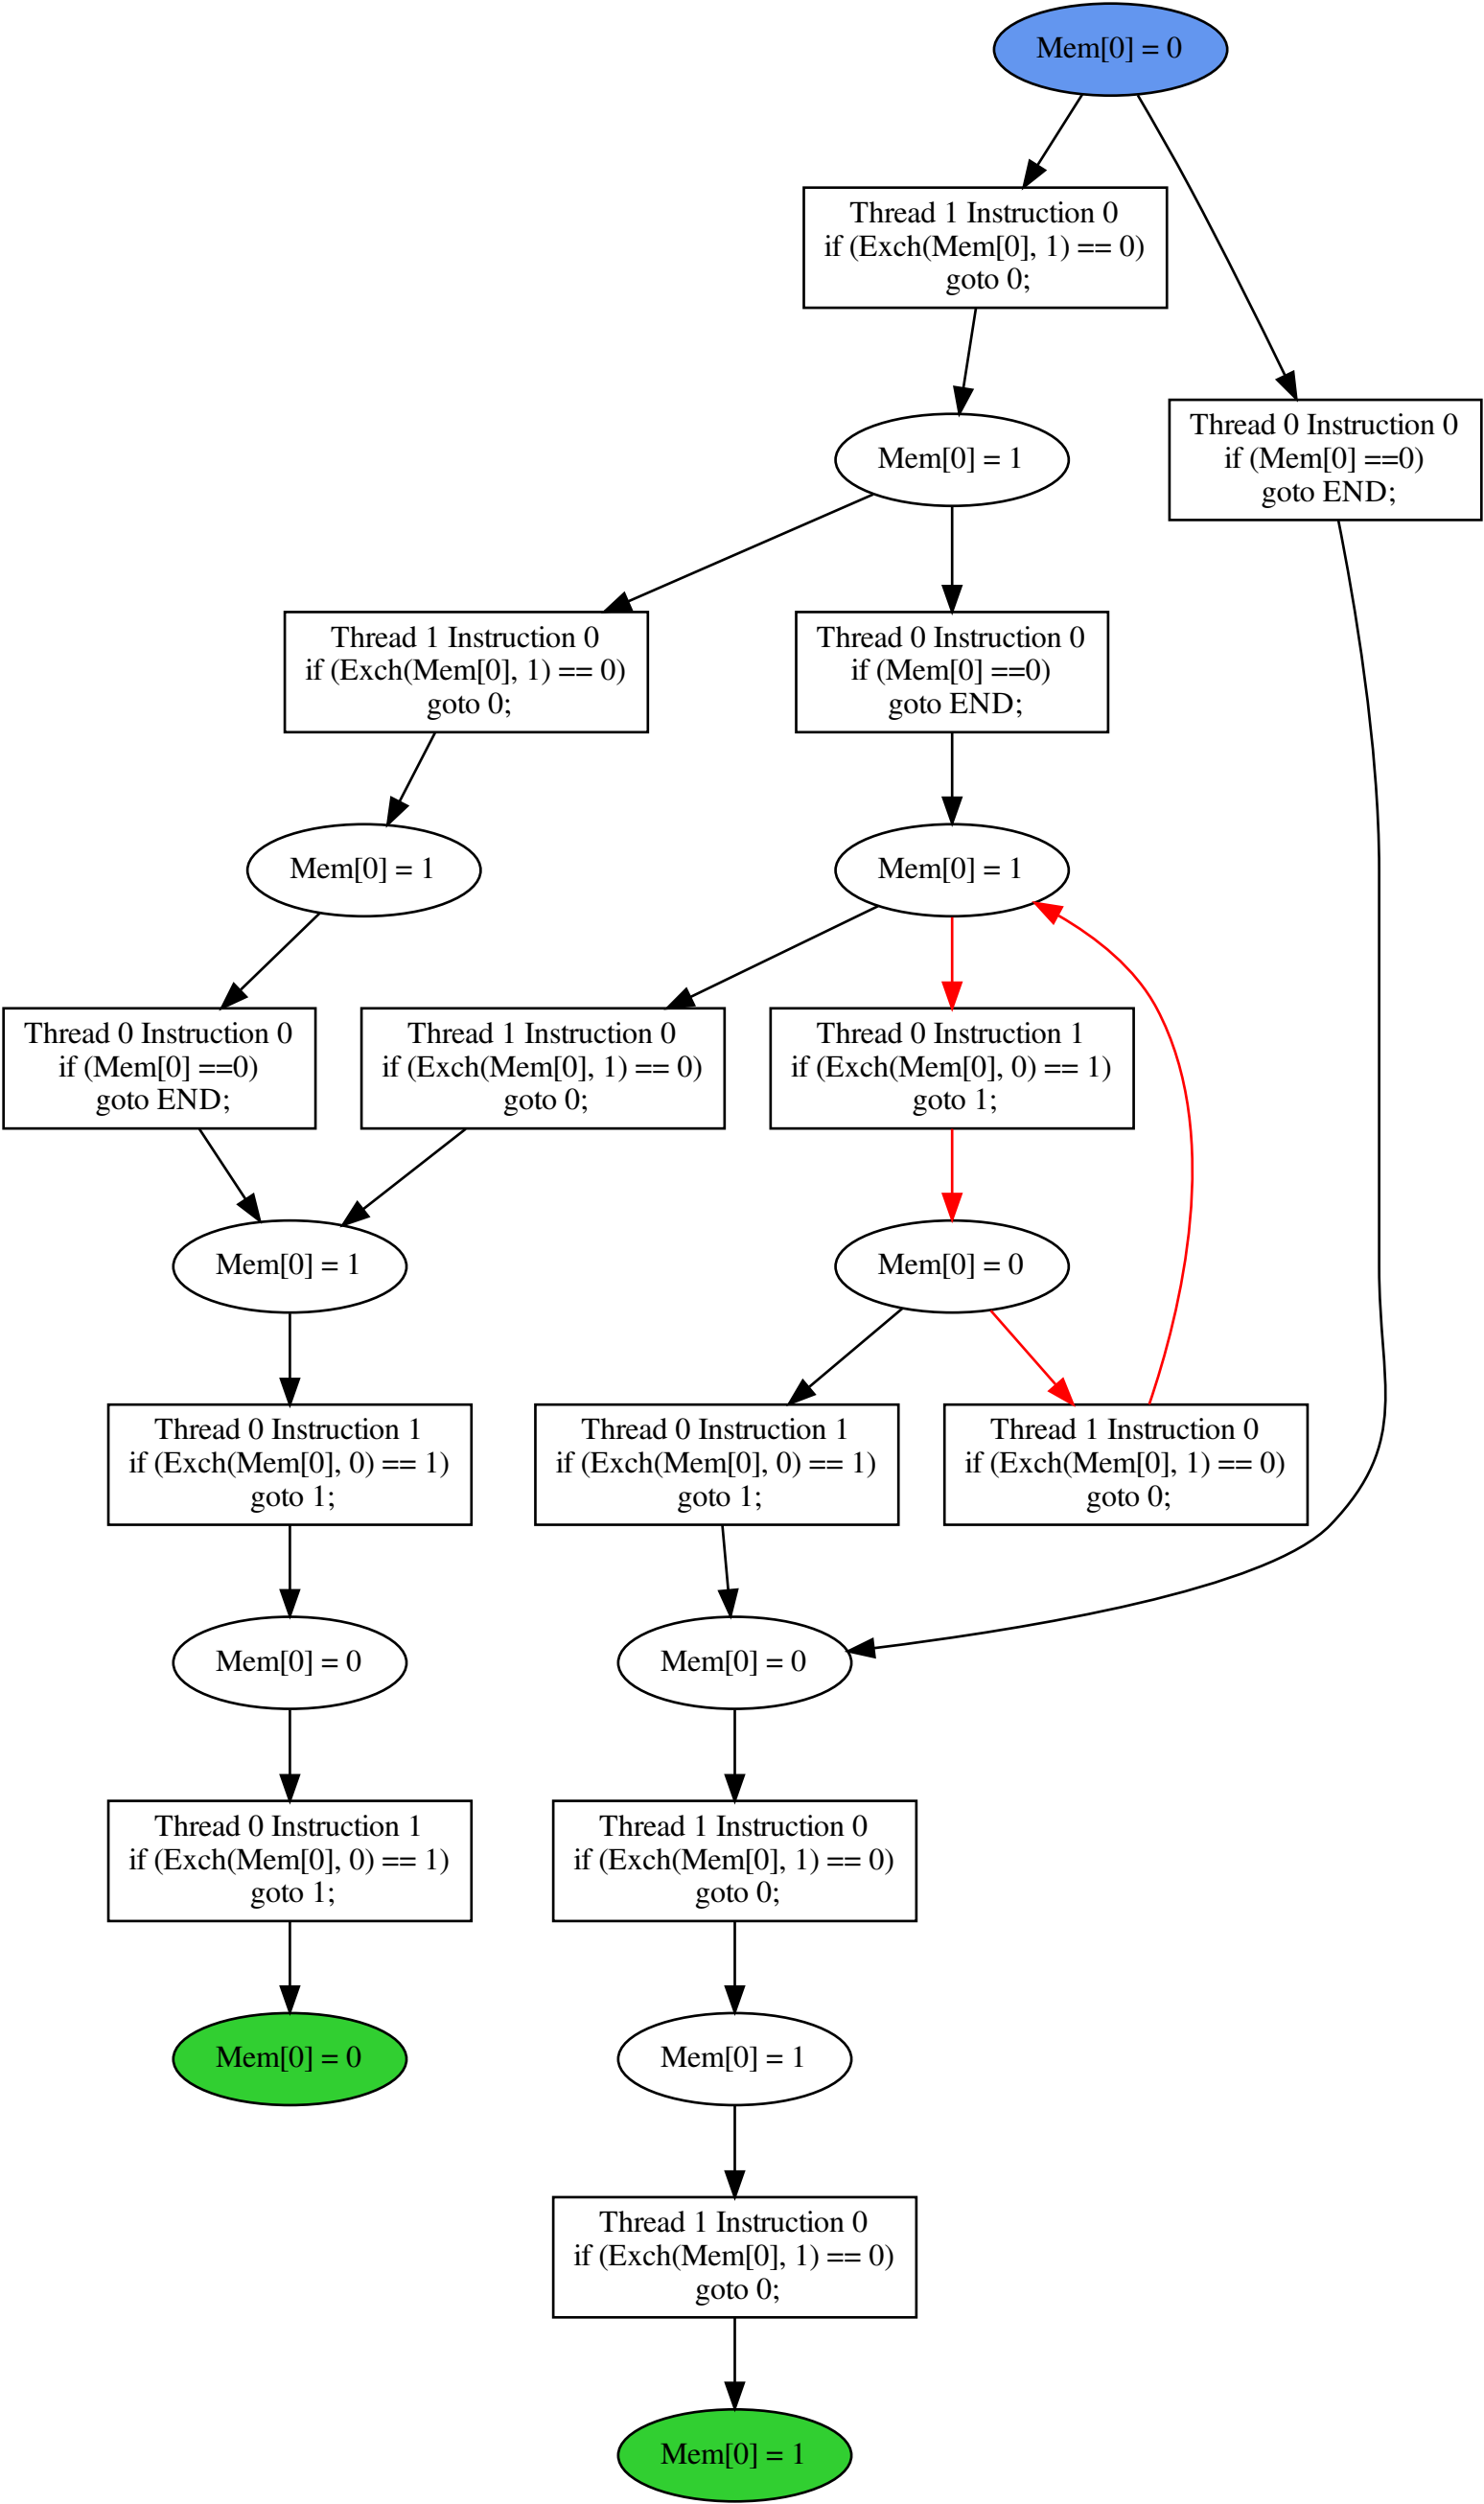 Mem[0] = 0
Thread 1 Instruction 0
if (Exch(Mem[0], 1) == 0)
goto 0;
Mem[0] = 1
Thread 0 Instruction 0
if (Mem[0] ==0)
goto END;
Thread 1 Instruction 0
if (Exch(Mem[0], 1) == 0)
goto 0;
Thread 0 Instruction 0
if (Mem[0] ==0)
goto END;
Mem[0] = 1
Mem[0] = 1
Thread 0 Instruction 0
if (Mem[0] ==0)
goto END;
Thread 1 Instruction 0
if (Exch(Mem[0], 1) == 0)
goto 0;
Thread 0 Instruction 1
if (Exch(Mem[0], 0) == 1)
goto 1;
Mem[0] = 1
Mem[0] = 0
Thread 0 Instruction 1
if (Exch(Mem[0], 0) == 1)
goto 1;
Thread 0 Instruction 1
if (Exch(Mem[0], 0) == 1)
goto 1;
Thread 1 Instruction 0
if (Exch(Mem[0], 1) == 0)
goto 0;
Mem[0] = 0
Mem[0] = 0
Thread 0 Instruction 1
if (Exch(Mem[0], 0) == 1)
goto 1;
Thread 1 Instruction 0
if (Exch(Mem[0], 1) == 0)
goto 0;
Mem[0] = 0
Mem[0] = 1
Thread 1 Instruction 0
if (Exch(Mem[0], 1) == 0)
goto 0;
Mem[0] = 1